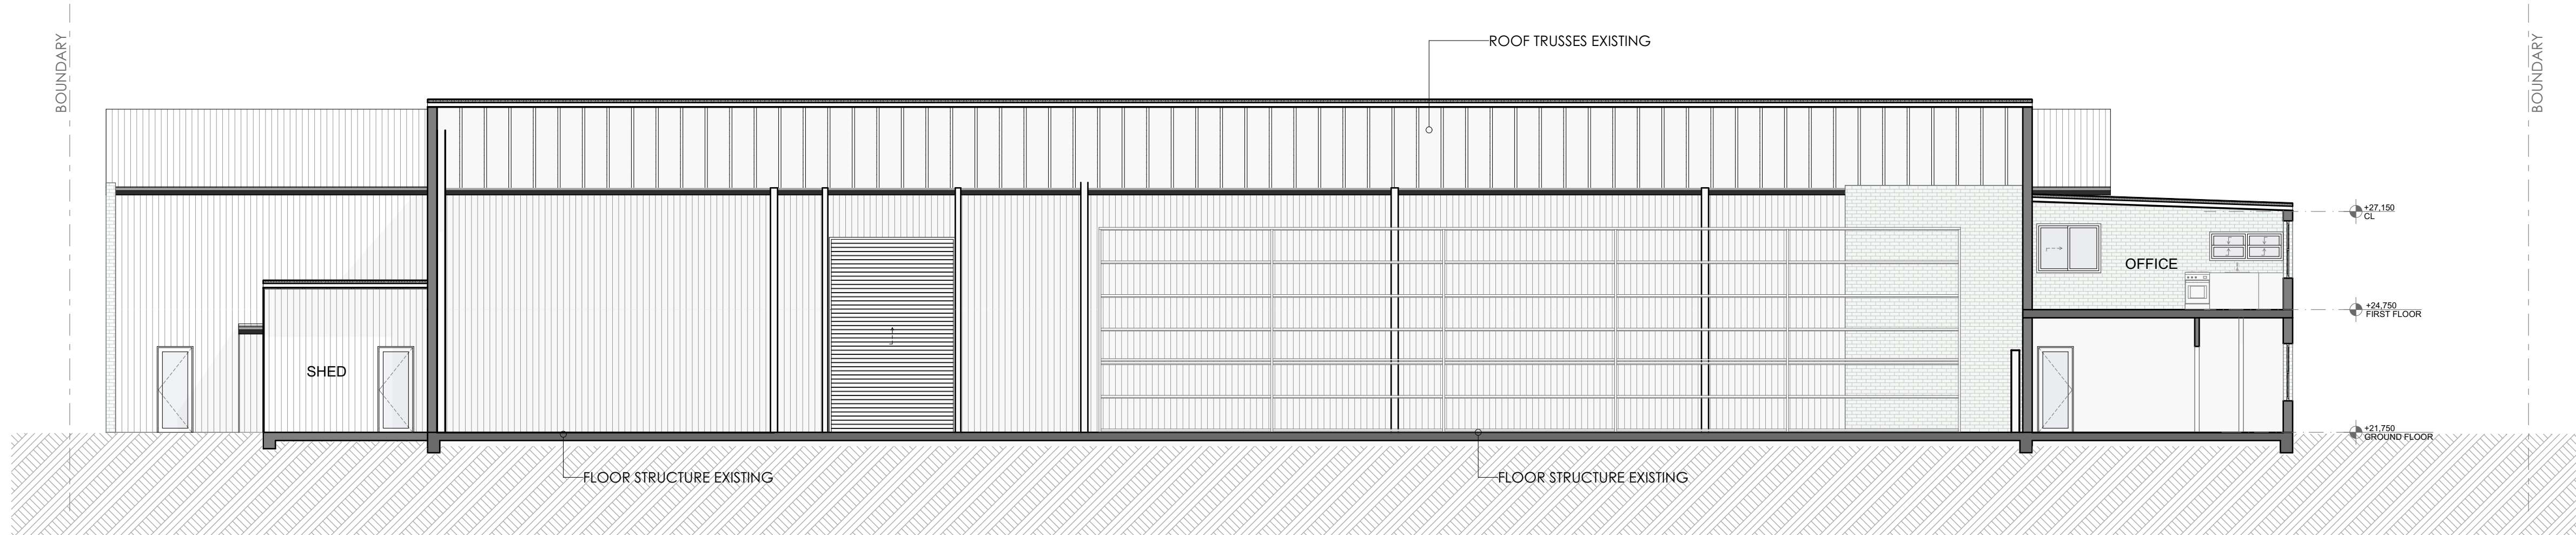 BOUNDARY
ROOF TRUSSES EXISTING
BOUNDARY
+27,150
CL
OFFICE
+24,750
FIRST FLOOR
SHED
+21,750
GROUND FLOOR
FLOOR STRUCTURE EXISTING
FLOOR STRUCTURE EXISTING